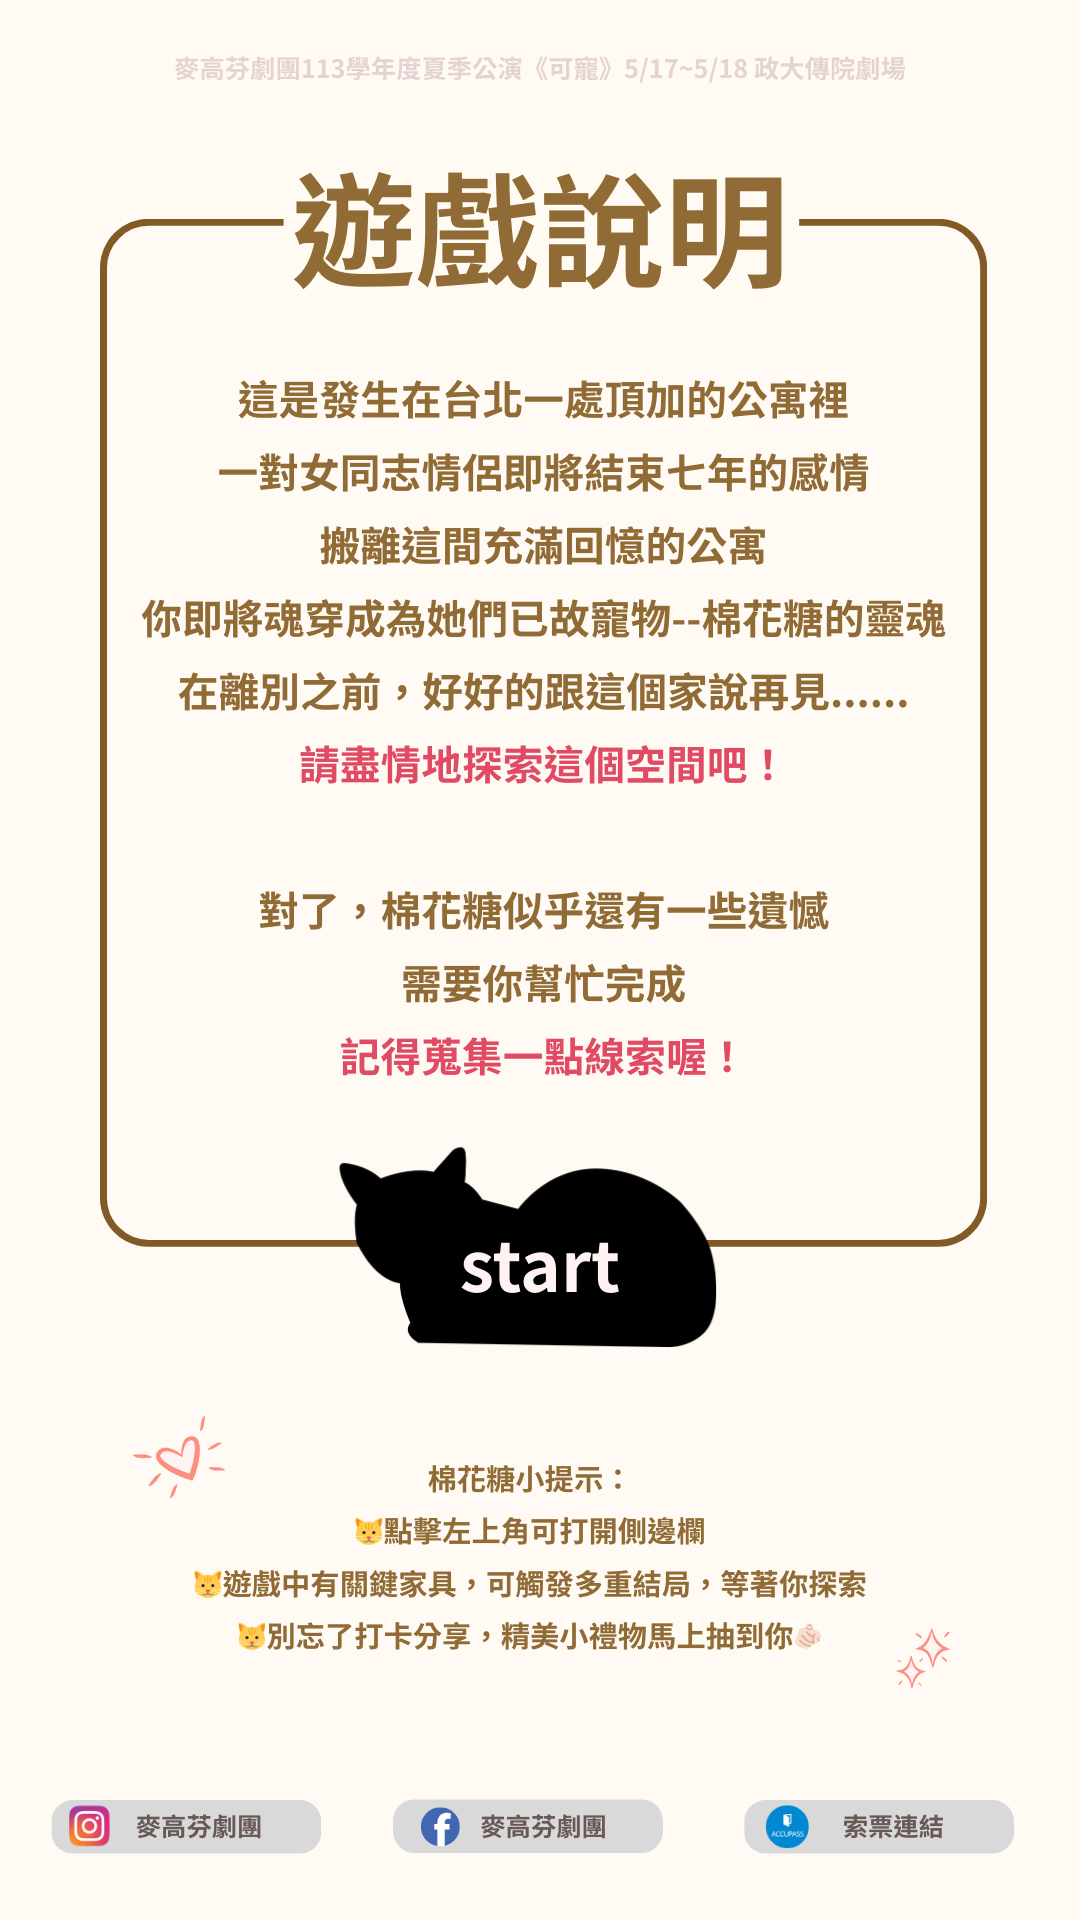 麥高芬劇團113學年度夏季公演《可寵》5/17~5/18 政大傳院劇場
遊戲說明
這是發生在台北一處頂加的公寓裡
一對女同志情侶即將結束七年的感情
搬離這間充滿回憶的公寓
你即將魂穿成為她們已故寵物--棉花糖的靈魂
在離別之前，好好的跟這個家說再見......
請盡情地探索這個空間吧！
對了，棉花糖似乎還有一些遺憾
需要你幫忙完成
記得蒐集一點線索喔！
start
棉花糖小提示：
🐱點擊左上角可打開側邊欄
🐱遊戲中有關鍵家具，可觸發多重結局，等著你探索
🐱別忘了打卡分享，精美小禮物馬上抽到你🫵🏻
麥高芬劇團
麥高芬劇團
ACCUPASS
索票連結